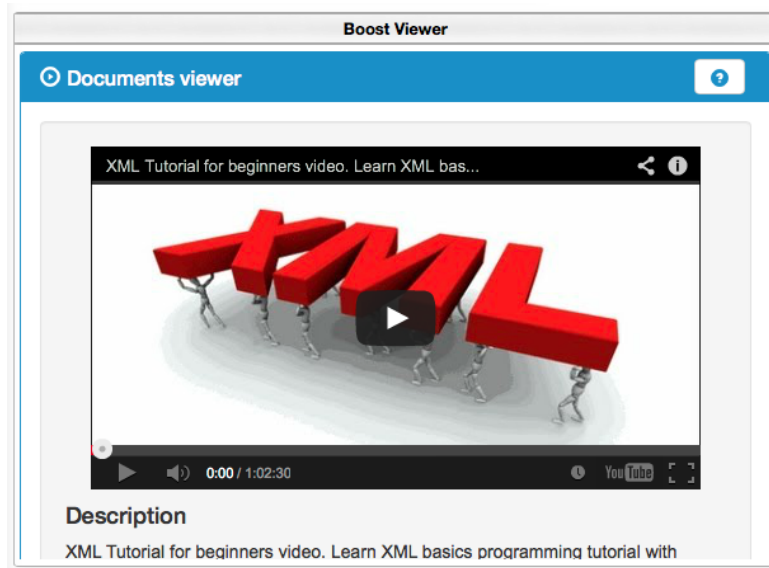 Boost Viewer
Documents viewer
?
XML Tutorial for beginners video. Learn XML bas...
XML
0:00 / 1:02:30
YouTube
Description
XML Tutorial for beginners video. Learn XML basics programming tutorial with